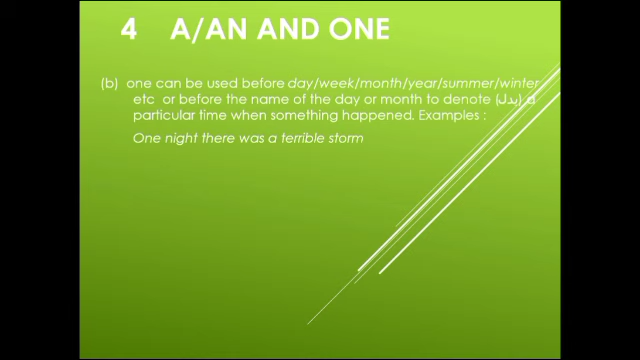 4 A/AN AND ONE
(b) one can be used before day/week/month/year/summer/winter
etc or before the name of the day or month to denote (يدل) a
particular time when something happened. Examples :
One night there was a terrible storm